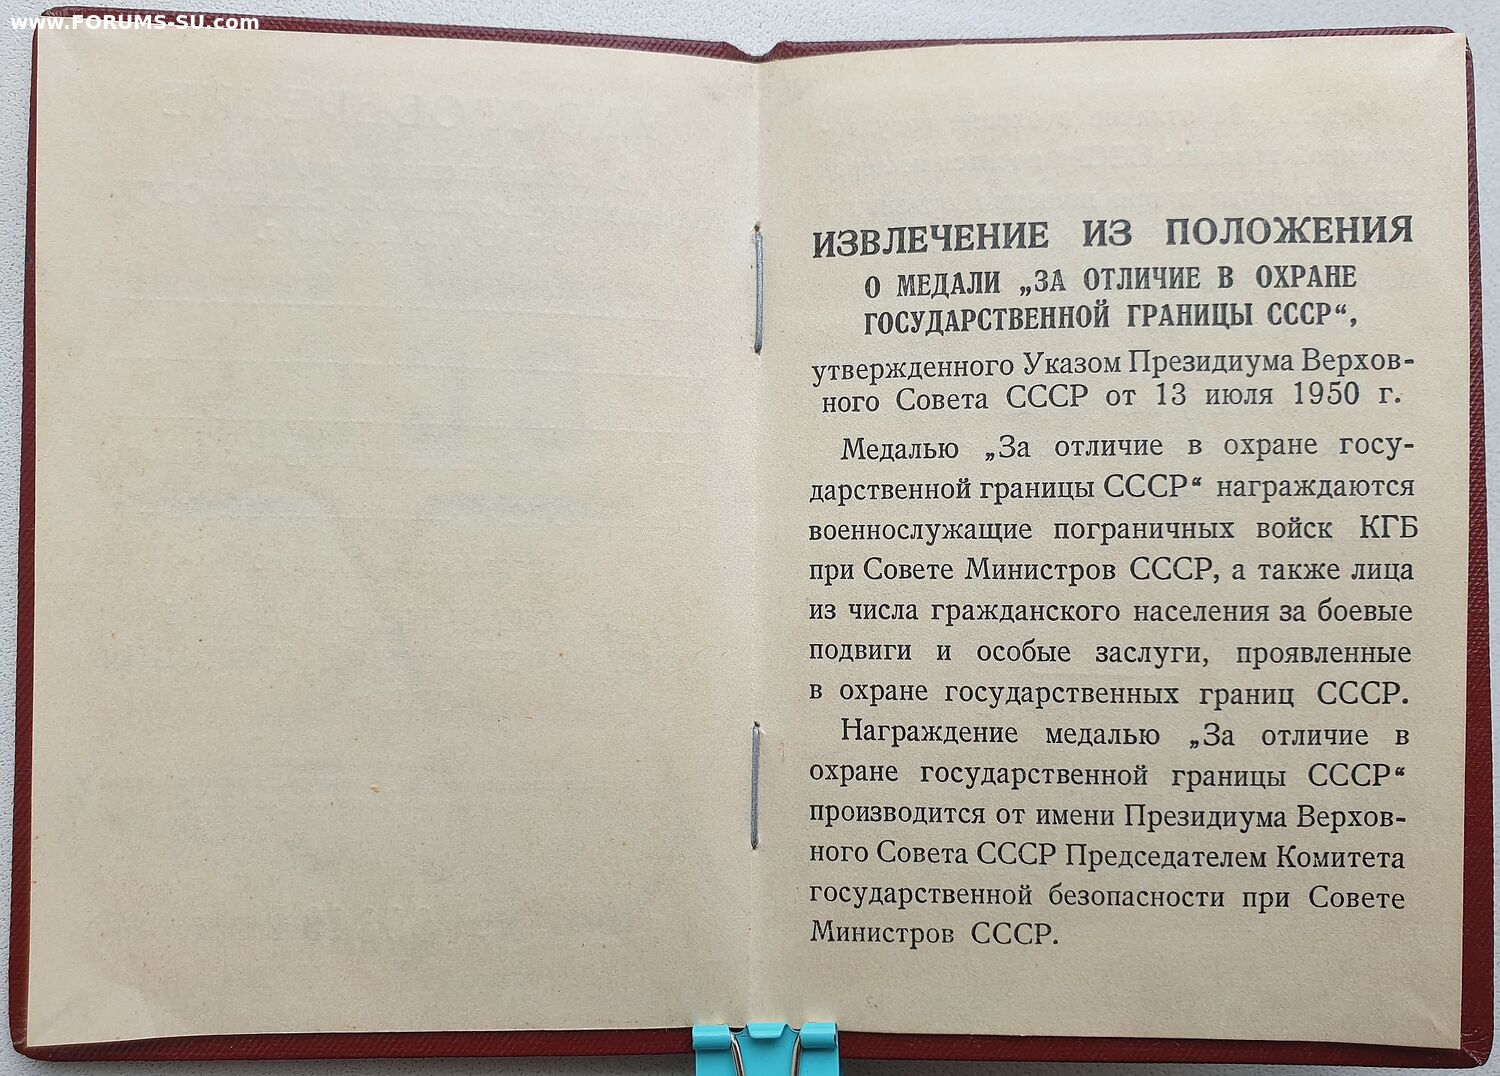 www.FORUMS-SU.com
ИЗВЛЕЧЕНИЕ ИЗ ПОЛОЖЕНИЯ
О МЕДАЛИ „ЗА ОТЛИЧИЕ В ОХРАНЕ
ГОСУДАРСТВЕННОЙ ГРАНИЦЫ СССР“,
утвержденного Указом Президиума Верхов-
ного Совета СССР от 13 июля 1950 г.
Медалью „За отличие в охране госу-
дарственной границы СССР“ награждаются
военнослужащие пограничных войск КГБ
при Совете Министров СССР, а также лица
из числа гражданского населения за боевые
подвиги и особые заслуги, проявленные
в охране государственных границ СССР.
Награждение медалью „За отличие в
охране государственной границы СССР“
производится от имени Президиума Верхов-
ного Совета СССР Председателем Комитета
государственной безопасности при Совете
Министров СССР.